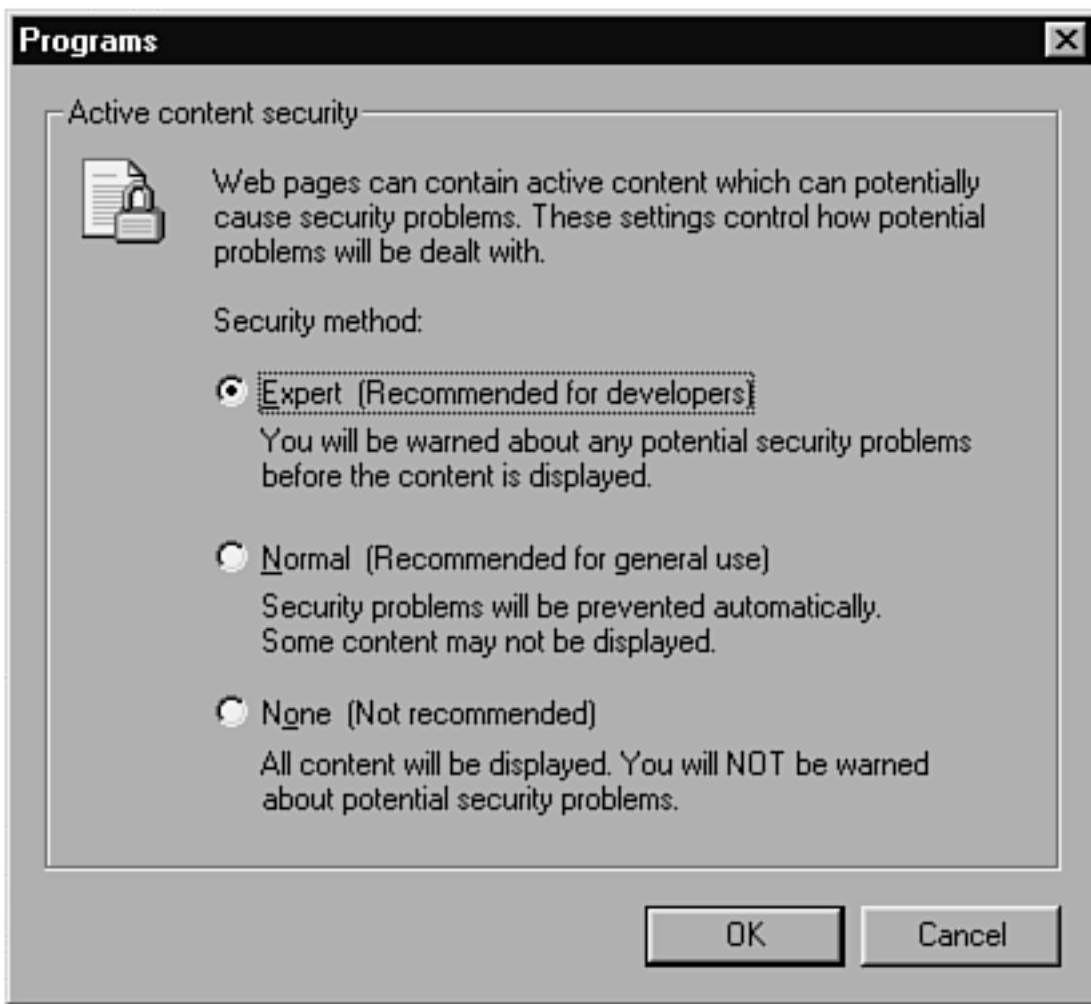 Programs
Active content security
Web pages can contain active content which can potentially
cause security problems. These settings control how potential
problems will be dealt with.
Security method:
Expert (Recommended for developers)
You will be warned about any potential security problems
before the content is displayed.
Normal (Recommended for general use)
Security problems will be prevented automatically.
Some content may not be displayed.
None (Not recommended)
All content will be displayed. You will NOT be warned
about potential security problems.
OK
Cancel